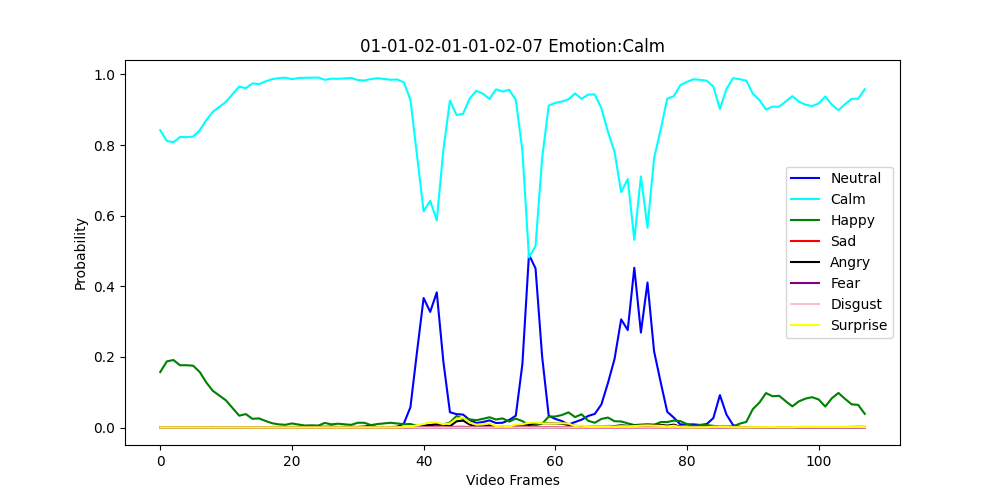 01-01-02-01-01-02-07 Emotion:Calm
1.0
0.8
0.6
0.4
0.2
0.0
Probability
0 20 40 60 80 100
Video Frames
Neutral
Calm
Happy
Sad
Angry
Fear
Disgust
Surprise